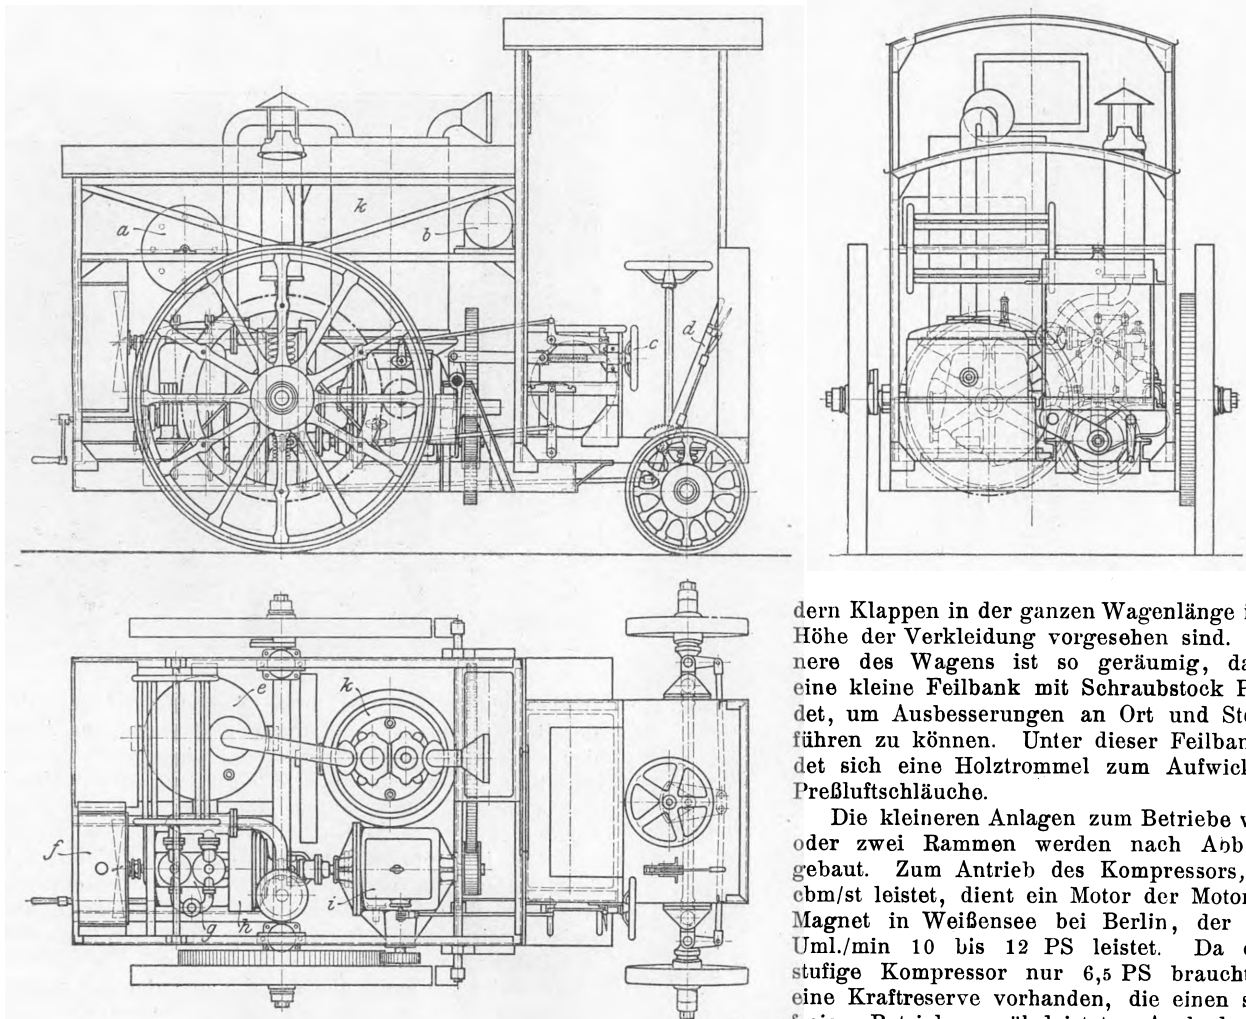 a
k
b
c
d
e
k
f
g
h
i
dern Klappen in der ganzen Wagenlänge
Höhe der Verkleidung vorgesehen sind.
nere des Wagens ist so geräumig,
eine kleine Feilbank mit Schraubstock
det, um Ausbesserungen an Ort und
führen zu können. Unter dieser
det sich eine Holztrommel zum
Preßluftschläuche.
Die kleineren Anlagen zum Betriebe
oder zwei Rammen werden nach
gebaut. Zum Antrieb des Kompressors,
cbm/st leistet, dient ein Motor der
Magnet in Weißensee bei Berlin, der
Uml./min 10 bis 12 PS leistet. Da
stufige Kompressor nur 6,5 PS
eine Kraftreserve vorhanden, die einen